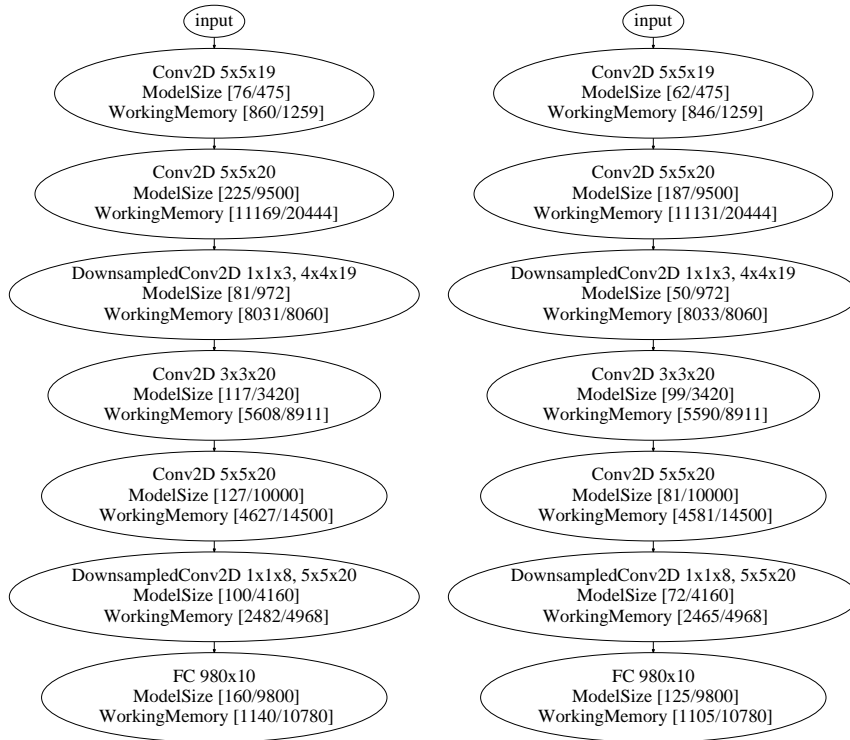 input
Conv2D 5x5x19
ModelSize [76/475]
WorkingMemory [860/1259]
Conv2D 5x5x20
ModelSize [225/9500]
WorkingMemory [11169/20444]
DownsampledConv2D 1x1x3, 4x4x19
ModelSize [81/972]
WorkingMemory [8031/8060]
Conv2D 3x3x20
ModelSize [117/3420]
WorkingMemory [5608/8911]
Conv2D 5x5x20
ModelSize [127/10000]
WorkingMemory [4627/14500]
DownsampledConv2D 1x1x8, 5x5x20
ModelSize [100/4160]
WorkingMemory [2482/4968]
FC 980x10
ModelSize [160/9800]
WorkingMemory [1140/10780]
input
Conv2D 5x5x19
ModelSize [62/475]
WorkingMemory [846/1259]
Conv2D 5x5x20
ModelSize [187/9500]
WorkingMemory [11131/20444]
DownsampledConv2D 1x1x3, 4x4x19
ModelSize [50/972]
WorkingMemory [8033/8060]
Conv2D 3x3x20
ModelSize [99/3420]
WorkingMemory [5590/8911]
Conv2D 5x5x20
ModelSize [81/10000]
WorkingMemory [4581/14500]
DownsampledConv2D 1x1x8, 5x5x20
ModelSize [72/4160]
WorkingMemory [2465/4968]
FC 980x10
ModelSize [125/9800]
WorkingMemory [1105/10780]